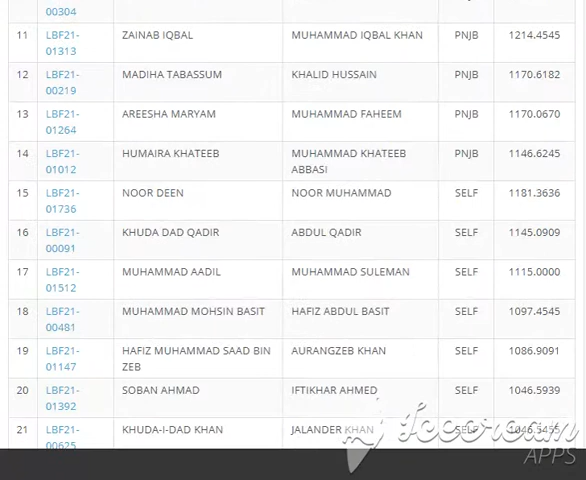 00304
11 LBF21- ZAINAB IQBAL MUHAMMAD IQBAL KHAN PNJB 1214.4545
01313
12 LBF21- MADIHA TABASSUM KHALID HUSSAIN PNJB 1170.6182
00219
13 LBF21- AREESHA MARYAM MUHAMMAD FAHEEM PNJB 1170.0670
01264
14 LBF21- HUMAIRA KHATEEB MUHAMMAD KHATEEB PNJB 1146.6245
01012 ABBASI
15 LBF21- NOOR DEEN NOOR MUHAMMAD SELF 1181.3636
01736
16 LBF21- KHUDA DAD QADIR ABDUL QADIR SELF 1145.0909
00091
17 LBF21- MUHAMMAD AADIL MUHAMMAD SULEMAN SELF 1115.0000
01512
18 LBF21- MUHAMMAD MOHSIN BASIT HAFIZ ABDUL BASIT SELF 1097.4545
00481
19 LBF21- HAFIZ MUHAMMAD SAAD BIN AURANGZEB KHAN SELF 1086.9091
01147 ZEB
20 LBF21- SOBAN AHMAD IFTIKHAR AHMED SELF 1046.5939
01392
21 LBF21- KHUDA-I-DAD KHAN JALANDER KHAN SELF 1046.5455
00625
Icecream
APPS